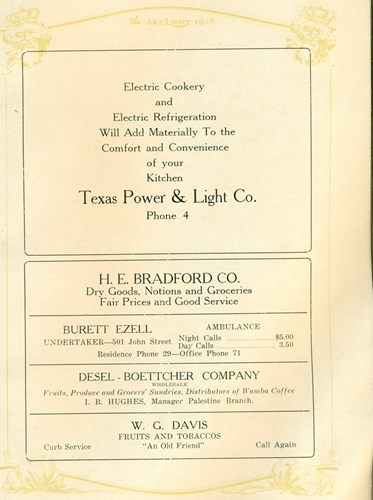 Electric Cookery
and
Electric Refrigeration
Will Add Materially To the
Comfort and Convenience
of your
Kitchen
Texas Power & Light Co.
Phone 4
H. E. BRADFORD CO.
Dry Goods, Notions and Groceries
Fair Prices and Good Service
BURETT EZELL
UNDERTAKER—501 John Street
AMBULANCE
Night Calls $5.00
Day Calls 3.50
Residence Phone 29—Office Phone 71
DESEL - BOETTCHER COMPANY
WHOLESALE
Fruits, Produce and Grocers' Sundries. Distributors of Wamba Coffee
I. B. HUGHES, Manager Palestine Branch.
W. G. DAVIS
FRUITS AND TOBACCOS
Curb Service "An Old Friend" Call Again